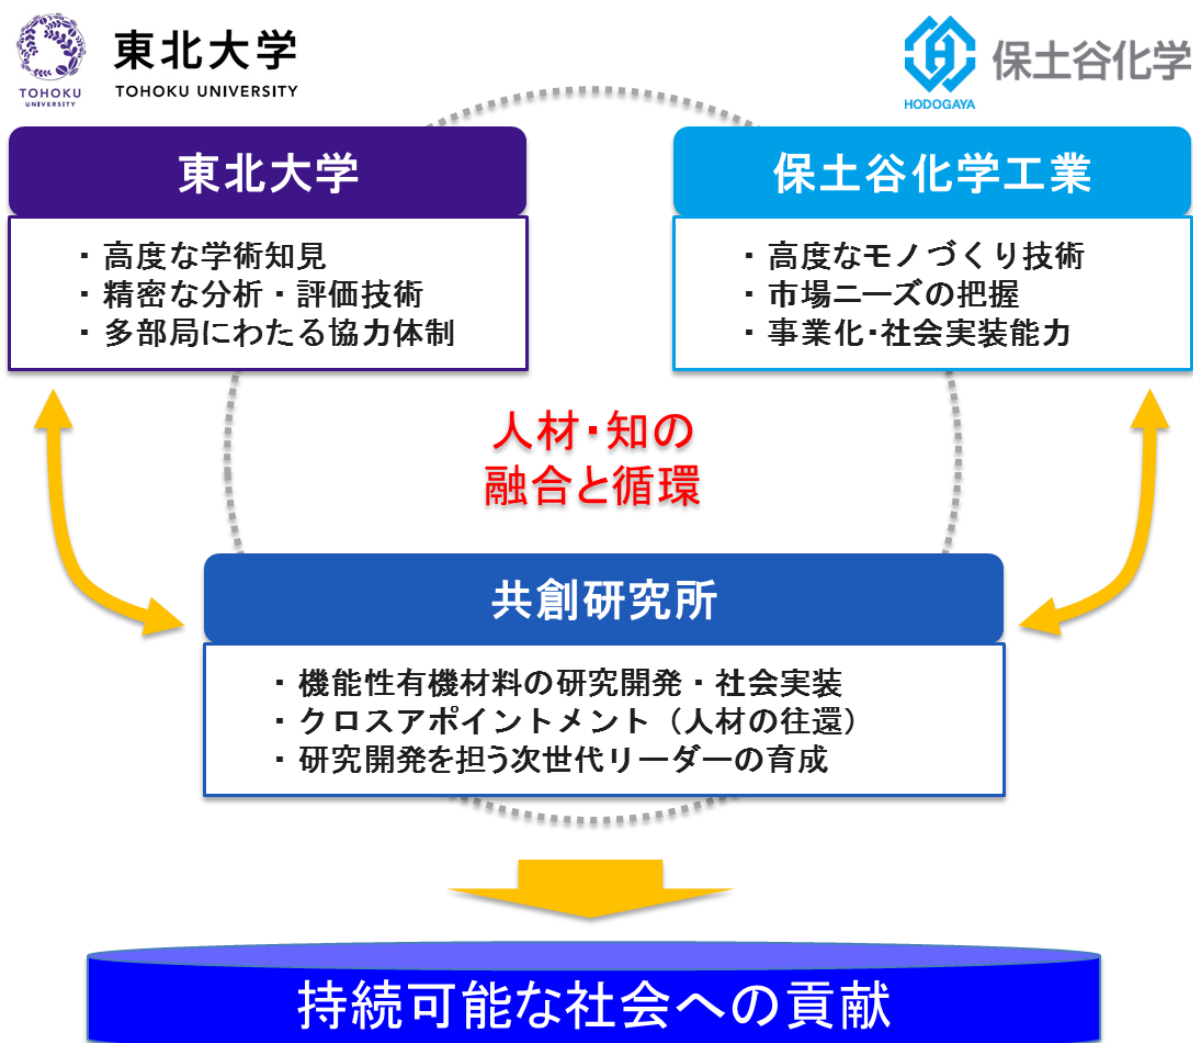 TOHOKU
UNIVERSITY
東北大学
TOHOKU UNIVERSITY
HODOGAYA
保土谷化学
東北大学
・高度な学術知見
・精密な分析・評価技術
・多部局にわたる協力体制
保土谷化学工業
・高度なモノづくり技術
・市場ニーズの把握
・事業化・社会実装能力
人材・知の
融合と循環
共創研究所
・機能性有機材料の研究開発・社会実装
・クロスアポイントメント（人材の往還）
・研究開発を担う次世代リーダーの育成
持続可能な社会への貢献